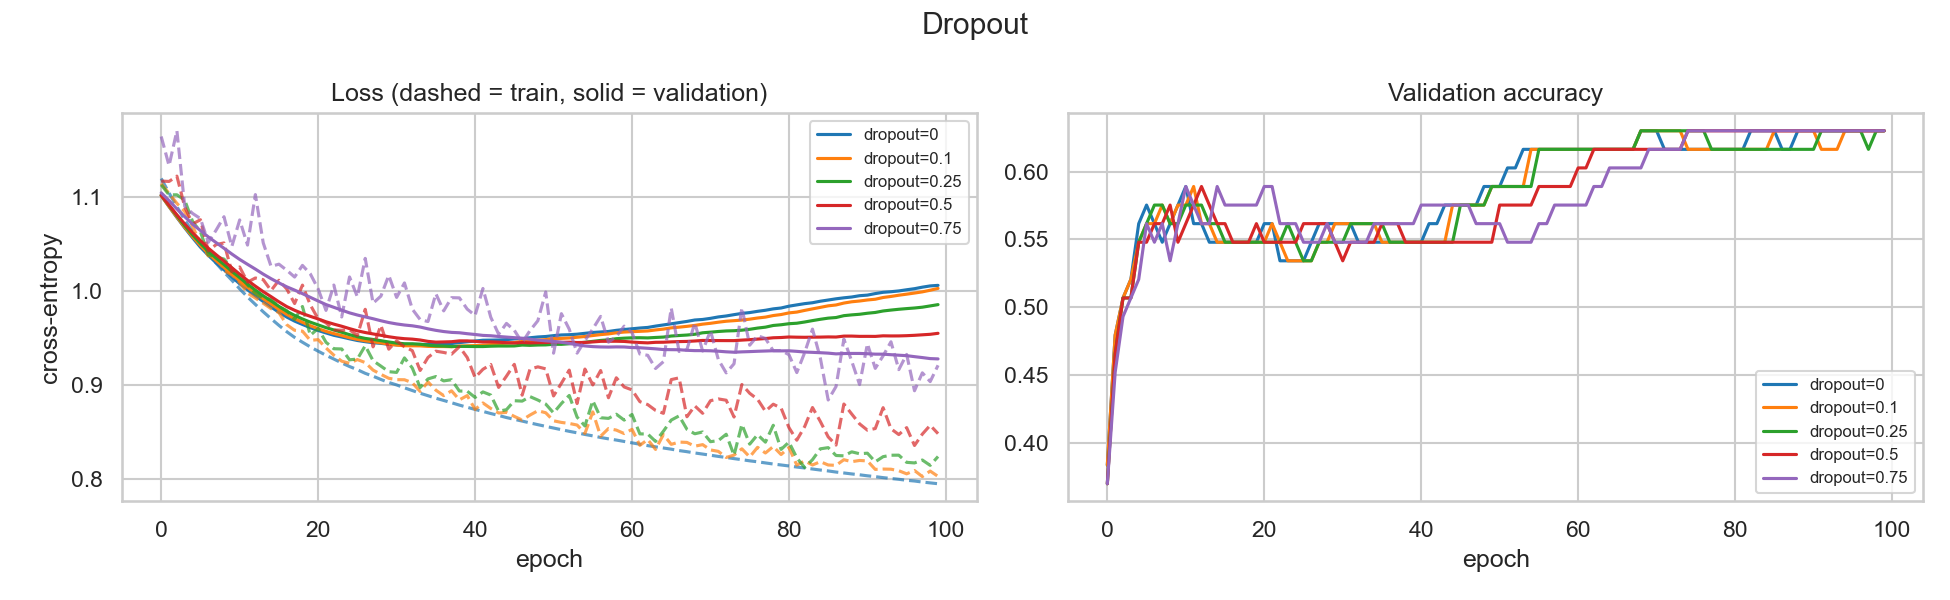 Dropout
Loss (dashed = train, solid = validation)
cross-entropy
1.1
1.0
0.9
0.8
0
20
40
60
80
100
epoch
dropout=0
dropout=0.1
dropout=0.25
dropout=0.5
dropout=0.75
Validation accuracy
0.60
0.55
0.50
0.45
0.40
0
20
40
60
80
100
epoch
dropout=0
dropout=0.1
dropout=0.25
dropout=0.5
dropout=0.75